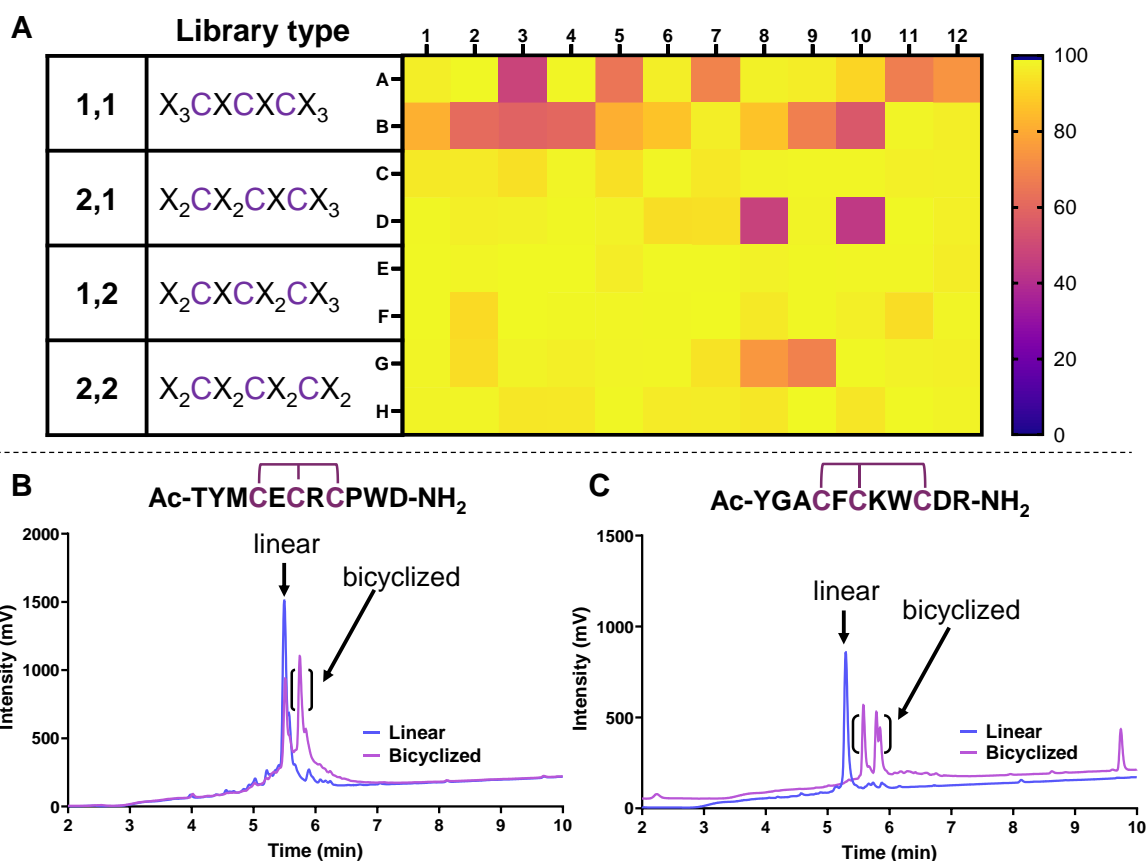 A
Library type
1 2 3 4 5 6 7 8 9 10 11 12
1,1 X3CXCXCX3
2,1 X2CX2CXCX3
1,2 X2CXCX2CX3
2,2 X2CX2CX2CX2
A
B
C
D
E
F
G
H
100
80
60
40
20
0
B
Ac-TYMCECRCPWD-NH2
linear
bicyclized
Linear
Bicyclized
Intensity (mV)
2000
1500
1000
500
0
2 3 4 5 6 7 8 9 10
Time (min)
C
Ac-YGACFCKWCDR-NH2
linear
bicyclized
Linear
Bicyclized
Intensity (mV)
1500
1000
500
0
2 3 4 5 6 7 8 9 10
Time (min)